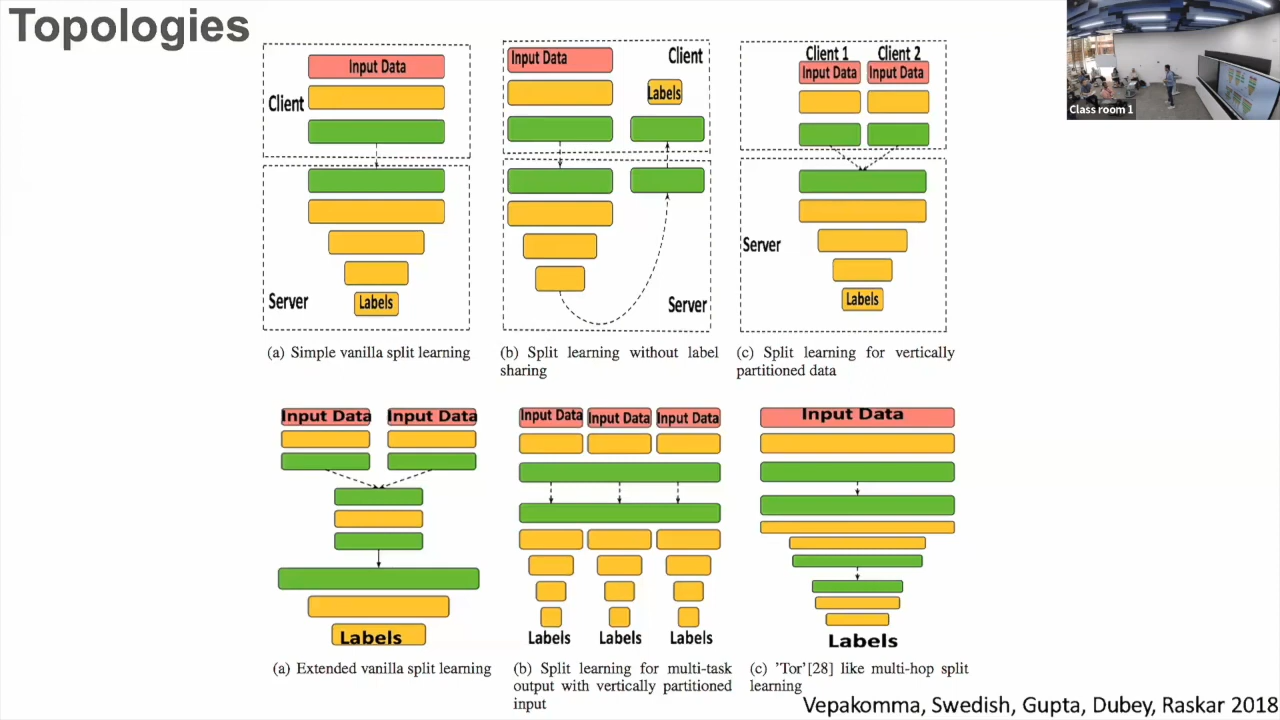 Topologies
Class room 1
Input Data
Client
Server
Labels
(a) Simple vanilla split learning
Input Data
Client
Labels
Server
(b) Split learning without label
sharing
Client 1 Client 2
Input Data Input Data
Server
Labels
(c) Split learning for vertically
partitioned data
Input Data Input Data
Labels
(a) Extended vanilla split learning
Input Data Input Data Input Data
Labels Labels Labels
(b) Split learning for multi-task
output with vertically partitioned
input
Input Data
Labels
(c) 'Tor'[28] like multi-hop split
learning
Vepakomma, Swedish, Gupta, Dubey, Raskar 2018